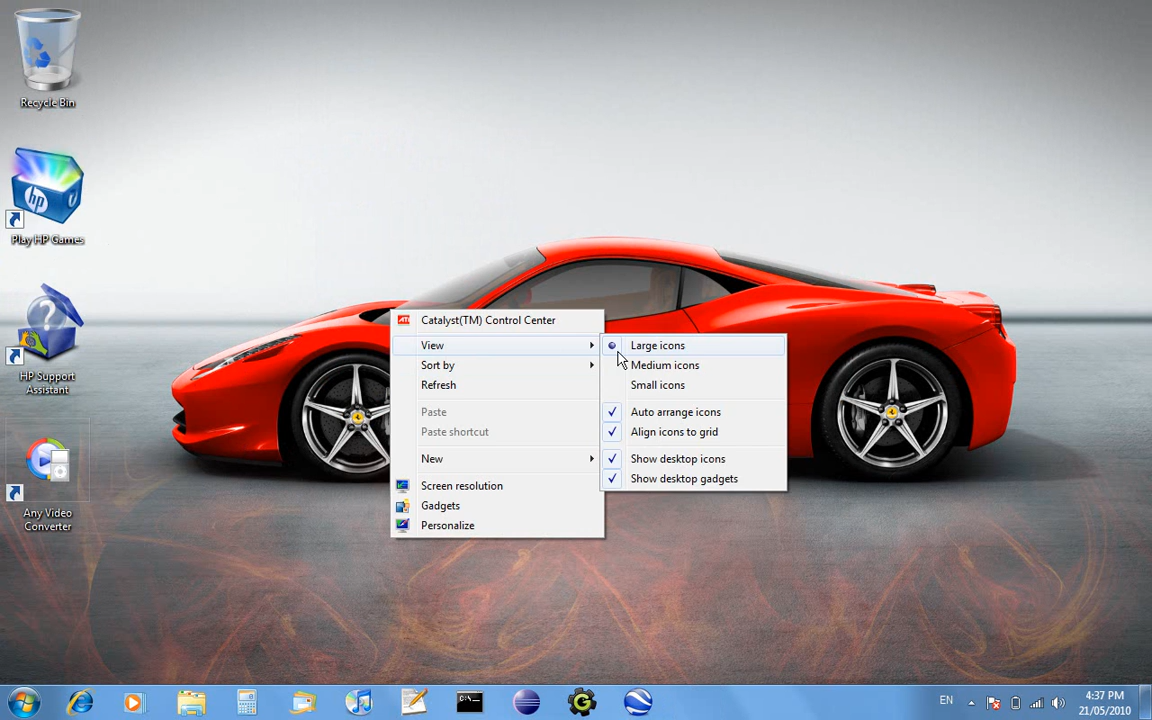 Recycle Bin
Play HP Games
HP Support
Assistant
Any Video
Converter
ATI Catalyst(TM) Control Center
View
Sort by
Refresh
Paste
Paste shortcut
New
Screen resolution
Gadgets
Personalize
Large icons
Medium icons
Small icons
Auto arrange icons
Align icons to grid
Show desktop icons
Show desktop gadgets
hp
C:\_
EN
4:37 PM
21/05/2010